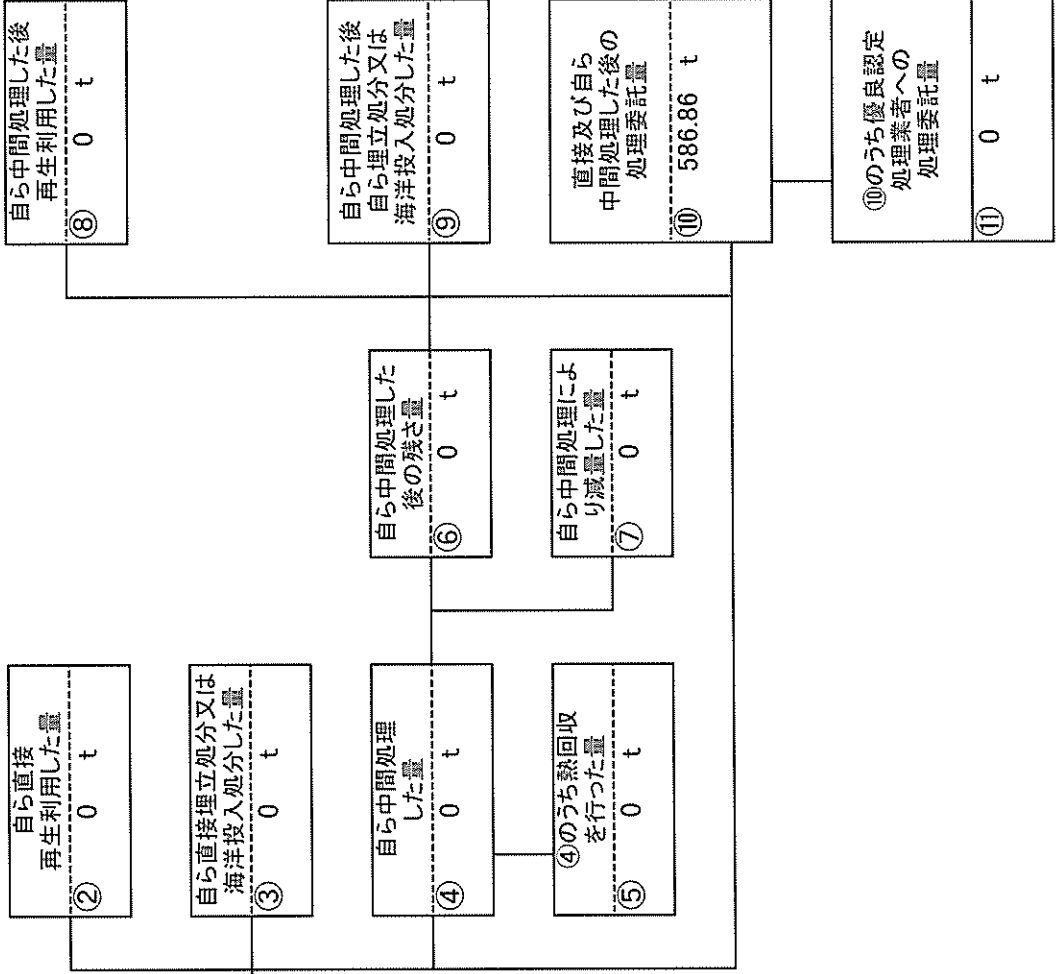 自ら直接
再生利用した量
② 0 t
自ら直接埋立処分又は
海洋投入処分した量
③ 0 t
自ら中間処理
した量
④ 0 t
④のうち熱回収
を行った量
⑤ 0 t
自ら中間処理した
後の残さ量
⑥ 0 t
自ら中間処理によ
り減量した量
⑦ 0 t
自ら中間処理した後
再生利用した量
⑧ 0 t
自ら中間処理した後
自ら埋立処分又は
海洋投入処分した量
⑨ 0 t
直接及び自ら
中間処理した後の
処理委託量
⑩ 586.86 t
⑩のうち優良認定
処理業者への
処理委託量
⑪ 0 t